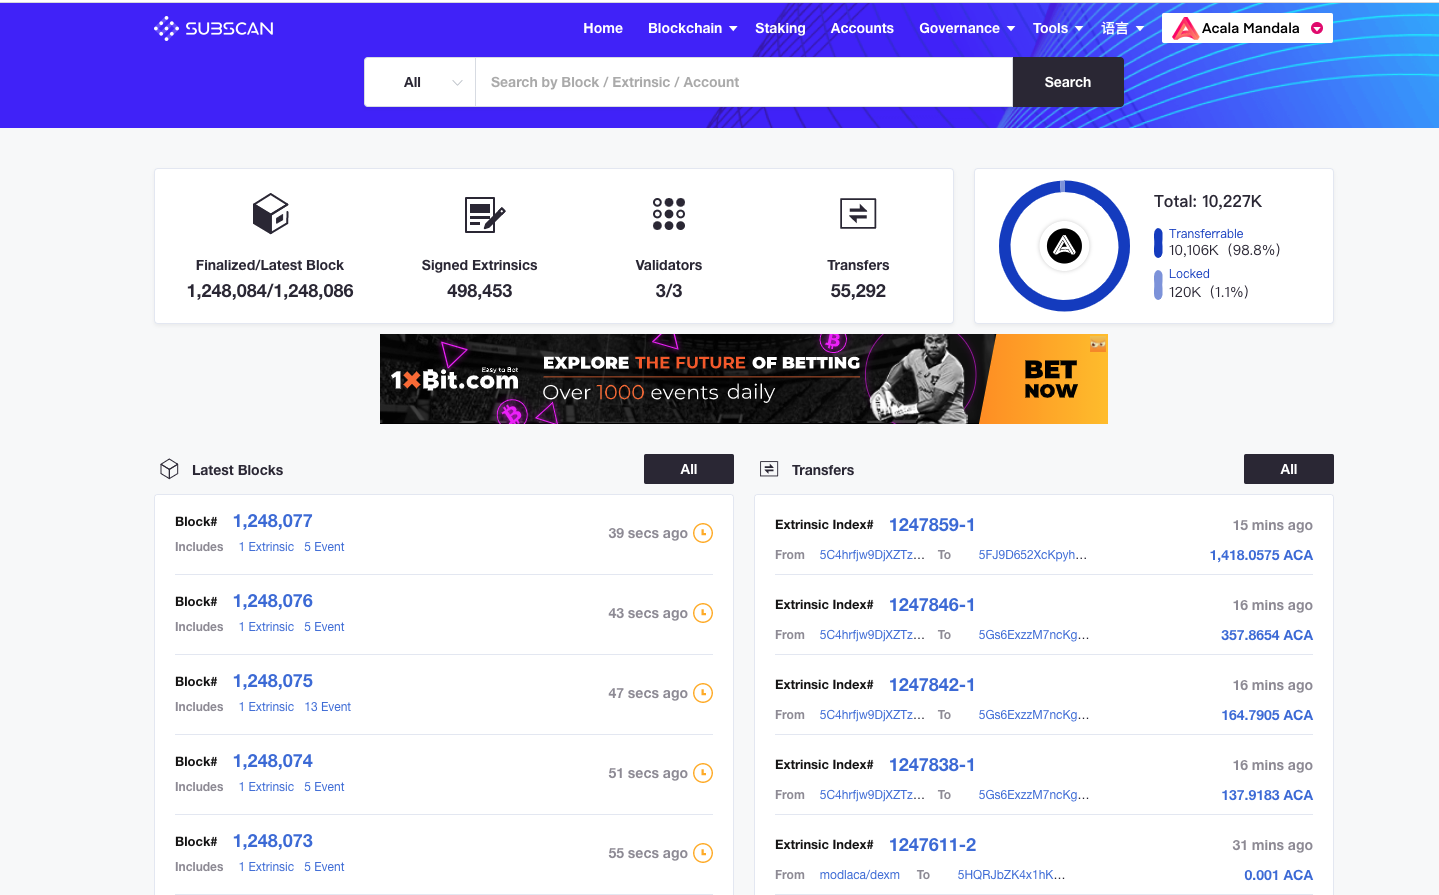 SUBSCAN
Home Blockchain Staking Accounts Governance Tools 语言 Acala Mandala
All Search by Block / Extrinsic / Account Search
Finalized/Latest Block Signed Extrinsics Validators Transfers
1,248,084/1,248,086 498,453 3/3 55,292
Total: 10,227K
Transferrable
10,106K (98.8%)
Locked
120K (1.1%)
Easy to Bet
1xBit.com
EXPLORE THE FUTURE OF BETTING
Over 1000 events daily
BET
NOW
Latest Blocks All
Block# 1,248,077
39 secs ago
Includes 1 Extrinsic 5 Event
Block# 1,248,076
43 secs ago
Includes 1 Extrinsic 5 Event
Block# 1,248,075
47 secs ago
Includes 1 Extrinsic 13 Event
Block# 1,248,074
51 secs ago
Includes 1 Extrinsic 5 Event
Block# 1,248,073
55 secs ago
Includes 1 Extrinsic 5 Event
Transfers All
Extrinsic Index# 1247859-1 15 mins ago
From 5C4hrfjw9DjXZTz... To 5FJ9D652XcKpyh... 1,418.0575 ACA
Extrinsic Index# 1247846-1 16 mins ago
From 5C4hrfjw9DjXZTz... To 5Gs6ExzzM7ncKg... 357.8654 ACA
Extrinsic Index# 1247842-1 16 mins ago
From 5C4hrfjw9DjXZTz... To 5Gs6ExzzM7ncKg... 164.7905 ACA
Extrinsic Index# 1247838-1 16 mins ago
From 5C4hrfjw9DjXZTz... To 5Gs6ExzzM7ncKg... 137.9183 ACA
Extrinsic Index# 1247611-2 31 mins ago
From modlaca/dexm To 5HQRJbZK4x1hK... 0.001 ACA